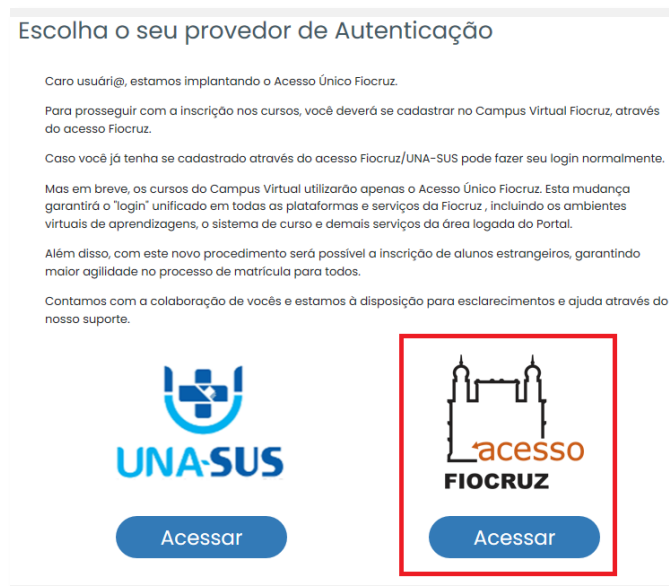 Escolha o seu provedor de Autenticação
Caro usuári@, estamos implantando o Acesso Único Fiocruz.
Para prosseguir com a inscrição nos cursos, você deverá se cadastrar no Campus Virtual Fiocruz, através
do acesso Fiocruz.
Caso você já tenha se cadastrado através do acesso Fiocruz/UNA-SUS pode fazer seu login normalmente.
Mas em breve, os cursos do Campus Virtual utilizarão apenas o Acesso Único Fiocruz. Esta mudança
garantirá o "login" unificado em todas as plataformas e serviços da Fiocruz , incluindo os ambientes
virtuais de aprendizagens, o sistema de curso e demais serviços da área logada do Portal.
Além disso, com este novo procedimento será possível a inscrição de alunos estrangeiros, garantindo
maior agilidade no processo de matrícula para todos.
Contamos com a colaboração de vocês e estamos à disposição para esclarecimentos e ajuda através do
nosso suporte.
UNA-SUS
acesso
FIOCRUZ
Acessar
Acessar